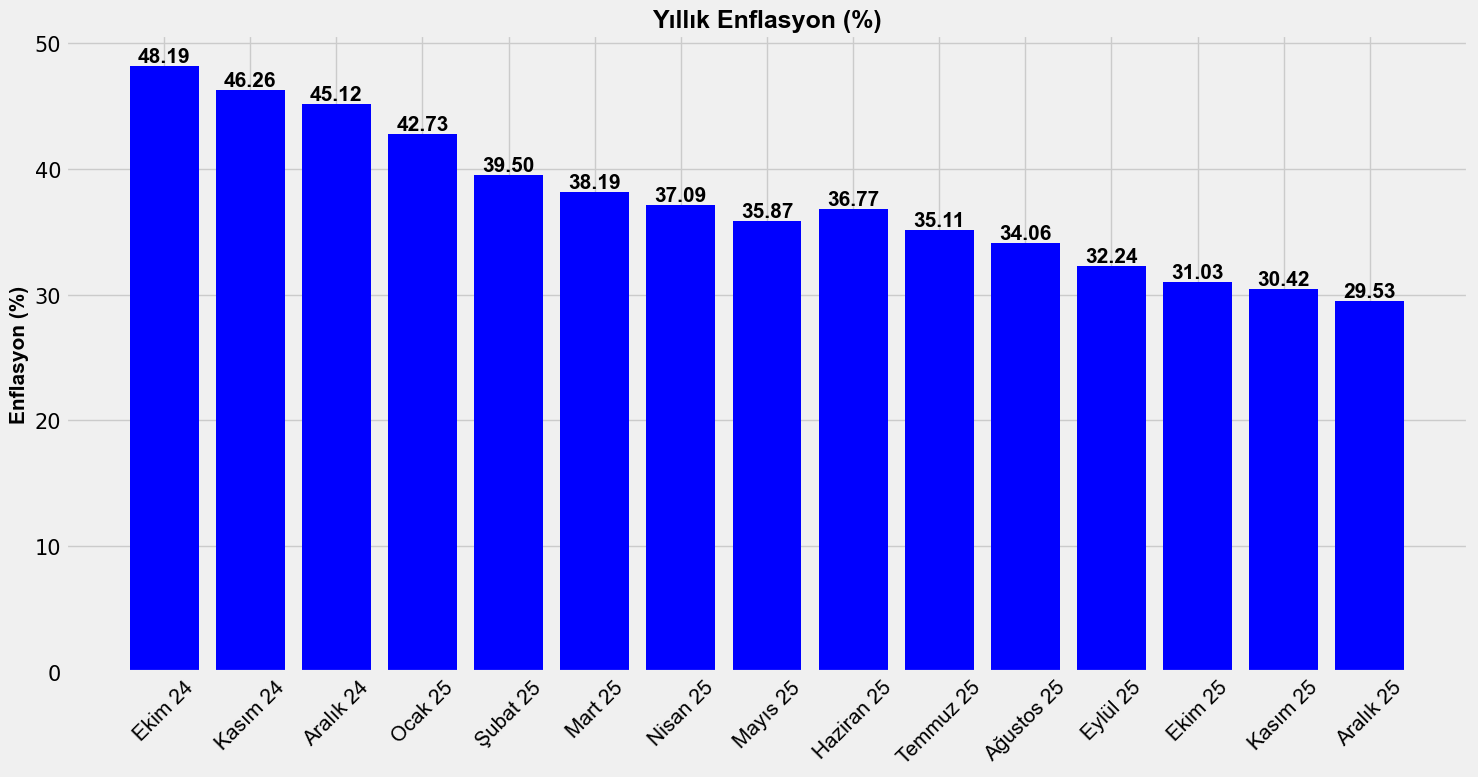 Yıllık Enflasyon (%)
Enflasyon (%)
50
40
30
20
10
0
48.19
46.26
45.12
42.73
39.50
38.19
37.09
35.87
36.77
35.11
34.06
32.24
31.03
30.42
29.53
Ekim 24
Kasım 24
Aralık 24
Ocak 25
Şubat 25
Mart 25
Nisan 25
Mayıs 25
Haziran 25
Temmuz 25
Ağustos 25
Eylül 25
Ekim 25
Kasım 25
Aralık 25